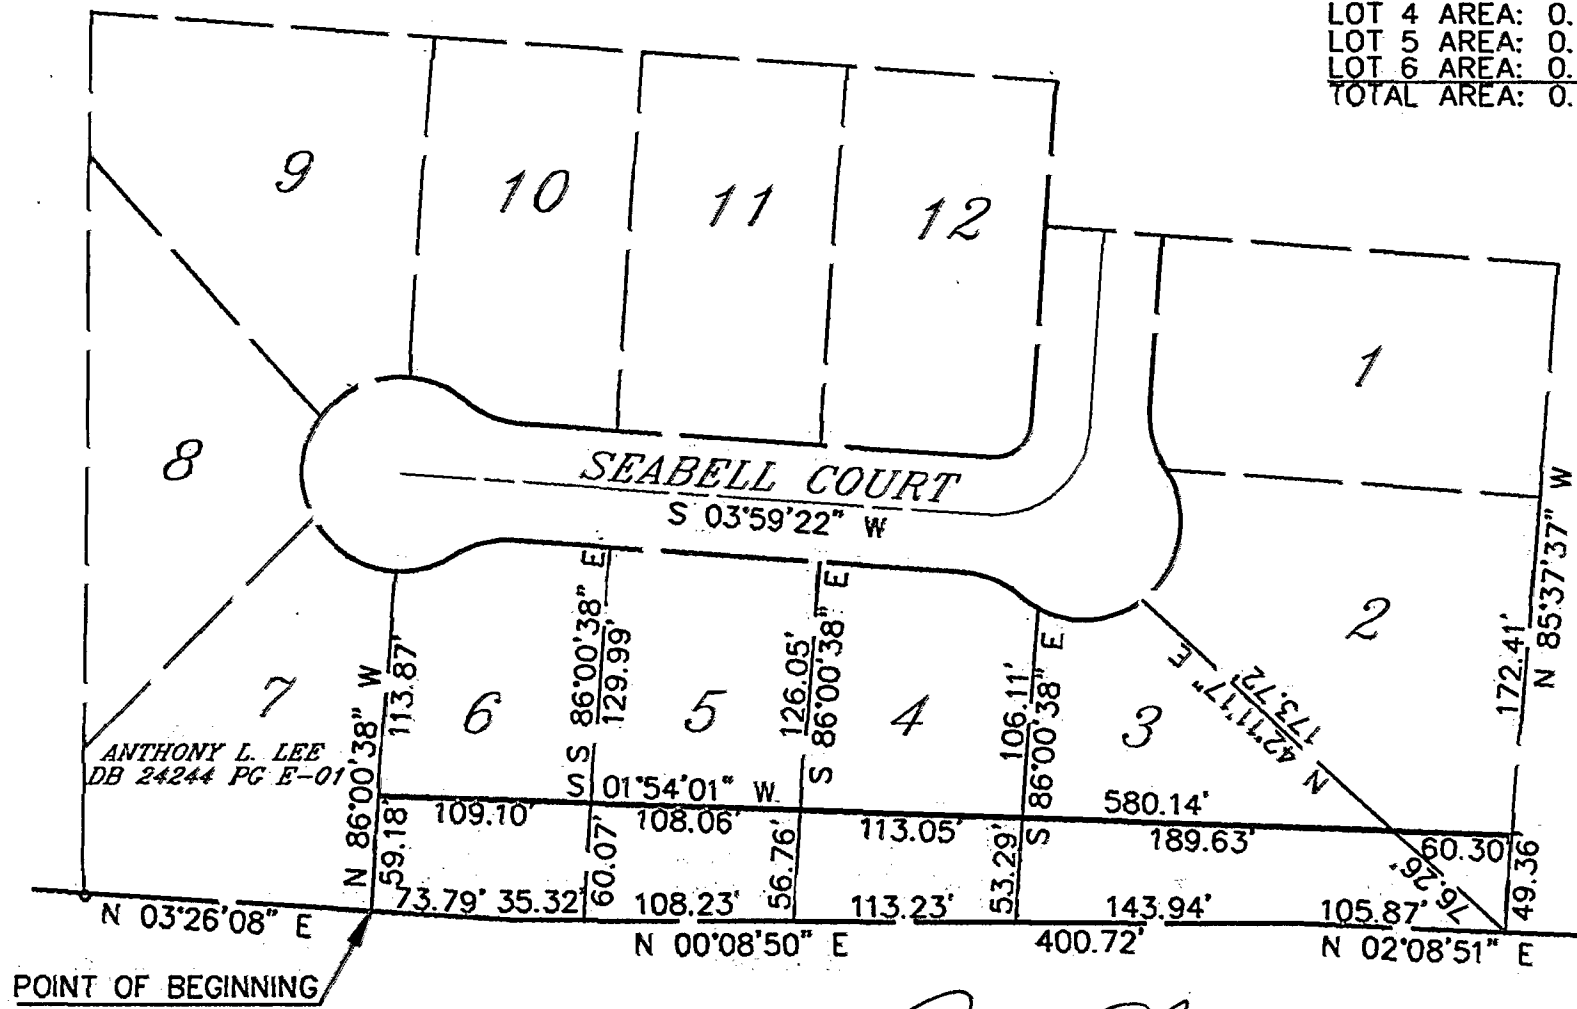 LOT 4 AREA: 0.
LOT 5 AREA: 0.
LOT 6 AREA: 0.
TOTAL AREA: 0.
9
10
11
12
1
8
SEABELL COURT
S 03°59'22" W
2
7
6
5
4
3
ANTHONY L. LEE
DB 24244 PG E-01
N 86°00'38" W
113.87'
59.18'
S 86°00'38" E
129.99'
60.07'
S 86°00'38" E
126.05'
56.76'
S 86°00'38" E
106.11'
53.29'
N 42°11'17" E
173.72'
76.26'
N 85°37'37" W
172.41'
49.36'
S 01°54'01" W
580.14'
109.10'
108.06'
113.05'
189.63'
60.30'
73.79'
35.32'
108.23'
113.23'
143.94'
105.87'
N 03°26'08" E
N 00°08'50" E
400.72'
N 02°08'51" E
POINT OF BEGINNING